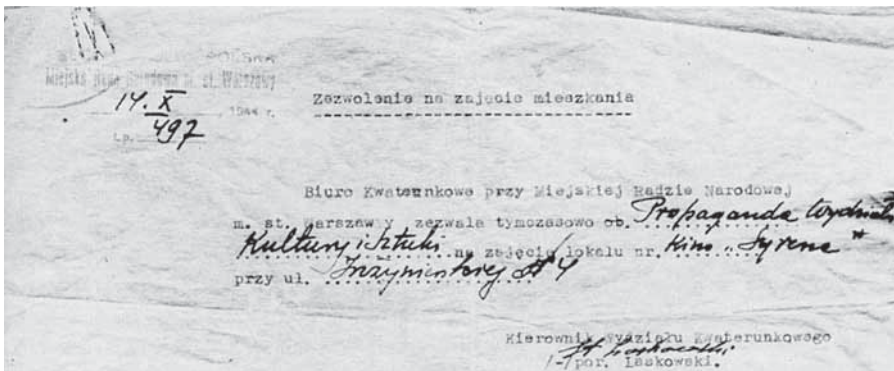 POLSKA
Miejska Rada Narodowa m. st. Warszawy
14. X 1944 r.
L.p. 497
Zezwolenie na zajęcie mieszkania
Biuro Kwaterunkowe przy Miejskiej Radzie Narodowej
m. st. Warszawy zezwala tymczasowo ob. Propaganda Wydziału
Kultury i Sztuki na zajęcie lokalu nr. Kino „Syrena"
przy ul. Inżynierskiej № 4
Kierownik Wydziału Kwaterunkowego
/-/por. Laskowski.